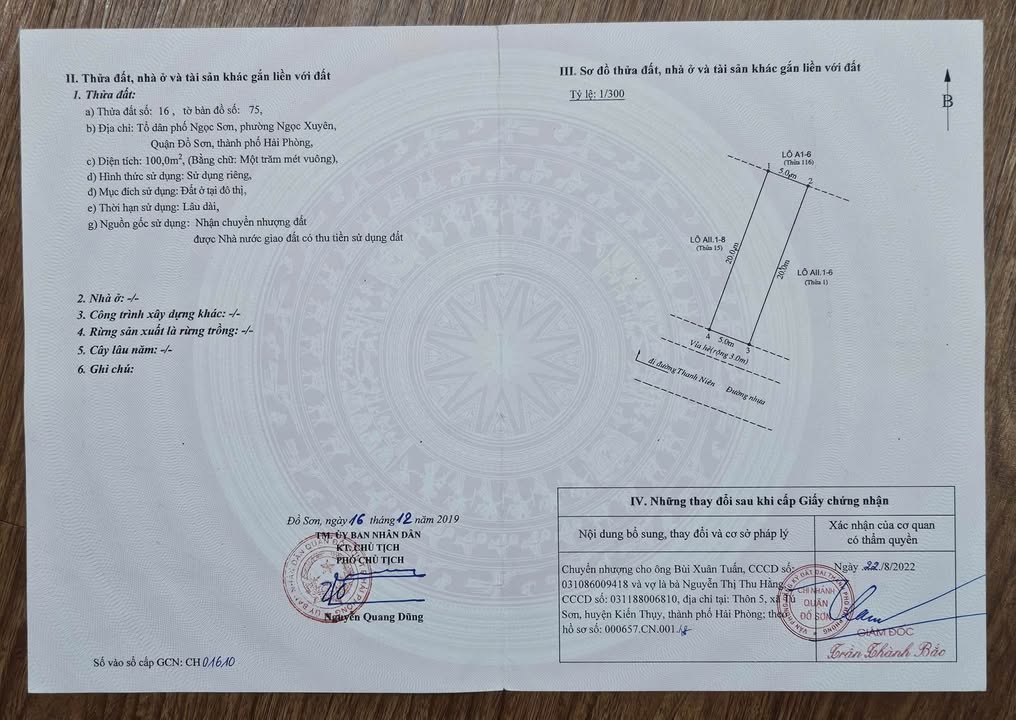 II. Thửa đất, nhà ở và tài sản khác gắn liền với đất
1. Thửa đất:
a) Thửa đất số: 16 , tờ bản đồ số: 75,
b) Địa chỉ: Tổ dân phố Ngọc Sơn, phường Ngọc Xuyên,
Quận Đồ Sơn, thành phố Hải Phòng,
c) Diện tích: 100,0m², (Bằng chữ: Một trăm mét vuông),
d) Hình thức sử dụng: Sử dụng riêng,
đ) Mục đích sử dụng: Đất ở tại đô thị,
e) Thời hạn sử dụng: Lâu dài,
g) Nguồn gốc sử dụng: Nhận chuyển nhượng đất
được Nhà nước giao đất có thu tiền sử dụng đất
2. Nhà ở: -/-
3. Công trình xây dựng khác: -/-
4. Rừng sản xuất là rừng trồng: -/-
5. Cây lâu năm: -/-
6. Ghi chú:
Đồ Sơn, ngày 16 tháng 12 năm 2019
TM. ỦY BAN NHÂN DÂN
KT. CHỦ TỊCH
PHÓ CHỦ TỊCH
Nguyễn Quang Dũng
Số vào sổ cấp GCN: CH 01610
III. Sơ đồ thửa đất, nhà ở và tài sản khác gắn liền với đất
Tỷ lệ: 1/300
B
LÔ A1-6
(Thửa 116)
1
5.0m
2
LÔ AII.1-8
(Thửa 15)
20.0m
20.0m
LÔ AII.1-6
(Thửa 1)
4
5.0m
3
Vỉa hè(rộng 3.0m)
đi đường Thanh Niên
Đường nhựa
IV. Những thay đổi sau khi cấp Giấy chứng nhận
Nội dung bổ sung, thay đổi và cơ sở pháp lý
Xác nhận của cơ quan
có thẩm quyền
Chuyển nhượng cho ông Bùi Xuân Tuấn, CCCD số:
031086009418 và vợ là bà Nguyễn Thị Thu Hằng,
CCCD số: 031188006810, địa chỉ tại: Thôn 5, xã Tú
Sơn, huyện Kiến Thụy, thành phố Hải Phòng; theo
hồ sơ số: 000657.CN.001./.
Ngày 22/8/2022
CHI NHÁNH
QUẬN
ĐỒ SƠN
GIÁM ĐỐC
Trần Thành Bắc